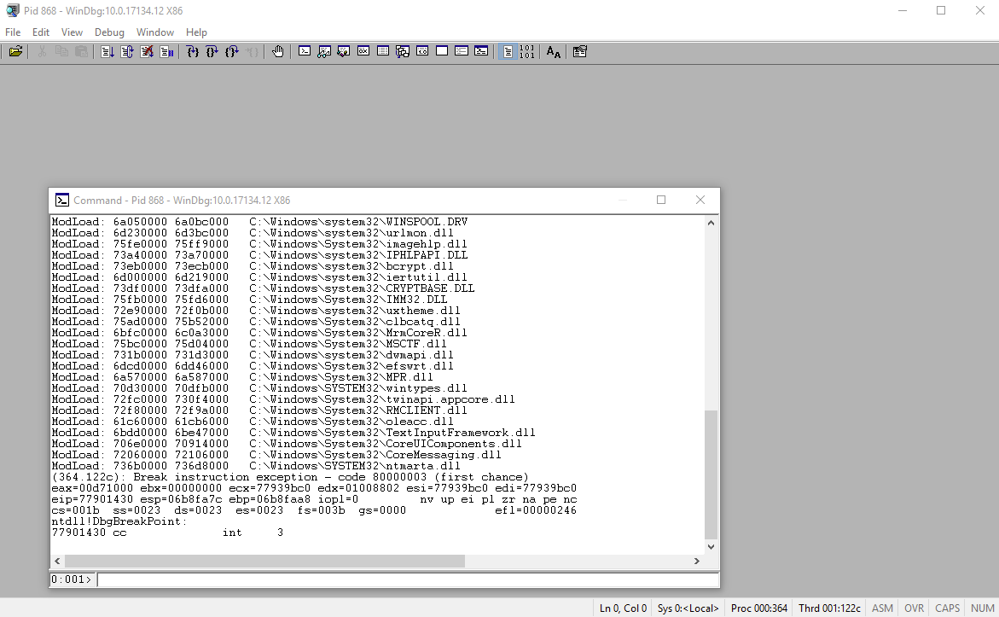 Pid 868 - WinDbg:10.0.17134.12 X86
File Edit View Debug Window Help
Command - Pid 868 - WinDbg:10.0.17134.12 X86
ModLoad: 6a050000 6a0bc000   C:\Windows\system32\WINSPOOL.DRV
ModLoad: 6d230000 6d3bc000   C:\Windows\system32\urlmon.dll
ModLoad: 75fe0000 75ff9000   C:\Windows\system32\imagehlp.dll
ModLoad: 73a40000 73a70000   C:\Windows\system32\IPHLPAPI.DLL
ModLoad: 73eb0000 73ecb000   C:\Windows\system32\bcrypt.dll
ModLoad: 6d000000 6d219000   C:\Windows\system32\iertutil.dll
ModLoad: 73df0000 73dfa000   C:\Windows\System32\CRYPTBASE.DLL
ModLoad: 75fb0000 75fd6000   C:\Windows\System32\IMM32.DLL
ModLoad: 72e90000 72f0b000   C:\Windows\system32\uxtheme.dll
ModLoad: 75ad0000 75b52000   C:\Windows\System32\clbcatq.dll
ModLoad: 6bfc0000 6c0a3000   C:\Windows\System32\MrmCoreR.dll
ModLoad: 75bc0000 75d04000   C:\Windows\System32\MSCTF.dll
ModLoad: 731b0000 731d3000   C:\Windows\system32\dwmapi.dll
ModLoad: 6dcd0000 6dd46000   C:\Windows\System32\efswrt.dll
ModLoad: 6a570000 6a587000   C:\Windows\System32\MPR.dll
ModLoad: 70d30000 70dfb000   C:\Windows\SYSTEM32\wintypes.dll
ModLoad: 72fc0000 730f4000   C:\Windows\System32\twinapi.appcore.dll
ModLoad: 72f80000 72f9a000   C:\Windows\System32\RMCLIENT.dll
ModLoad: 61c60000 61cb6000   C:\Windows\System32\oleacc.dll
ModLoad: 6bdd0000 6be47000   C:\Windows\System32\TextInputFramework.dll
ModLoad: 706e0000 70914000   C:\Windows\System32\CoreUIComponents.dll
ModLoad: 72060000 72106000   C:\Windows\System32\CoreMessaging.dll
ModLoad: 736b0000 736d8000   C:\Windows\SYSTEM32\ntmarta.dll
(364.122c): Break instruction exception - code 80000003 (first chance)
eax=00d71000 ebx=00000000 ecx=77939bc0 edx=01008802 esi=77939bc0 edi=77939bc0
eip=77901430 esp=06b8fa7c ebp=06b8faa8 iopl=0         nv up ei pl zr na pe nc
cs=001b  ss=0023  ds=0023  es=0023  fs=003b  gs=0000             efl=00000246
ntdll!DbgBreakPoint:
77901430 cc              int     3
0:001>
Ln 0, Col 0 Sys 0:<Local> Proc 000:364 Thrd 001:122c ASM OVR CAPS NUM